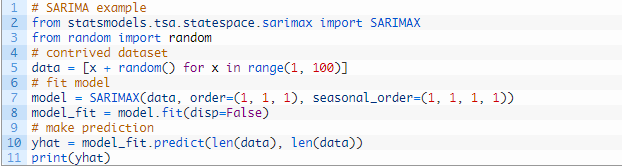 1 # SARIMA example
2 from statsmodels.tsa.statespace.sarimax import SARIMAX
3 from random import random
4 # contrived dataset
5 data = [x + random() for x in range(1, 100)]
6 # fit model
7 model = SARIMAX(data, order=(1, 1, 1), seasonal_order=(1, 1, 1, 1))
8 model_fit = model.fit(disp=False)
9 # make prediction
10 yhat = model_fit.predict(len(data), len(data))
11 print(yhat)